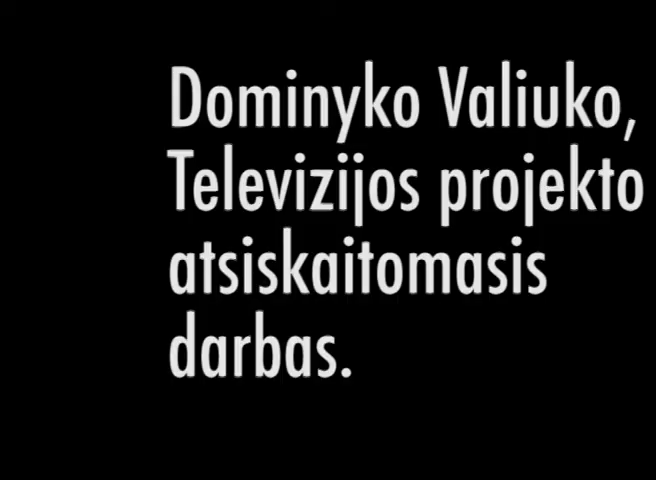 Dominyko Valiuko,
Televizijos projekto
atsiskaitomasis
darbas.